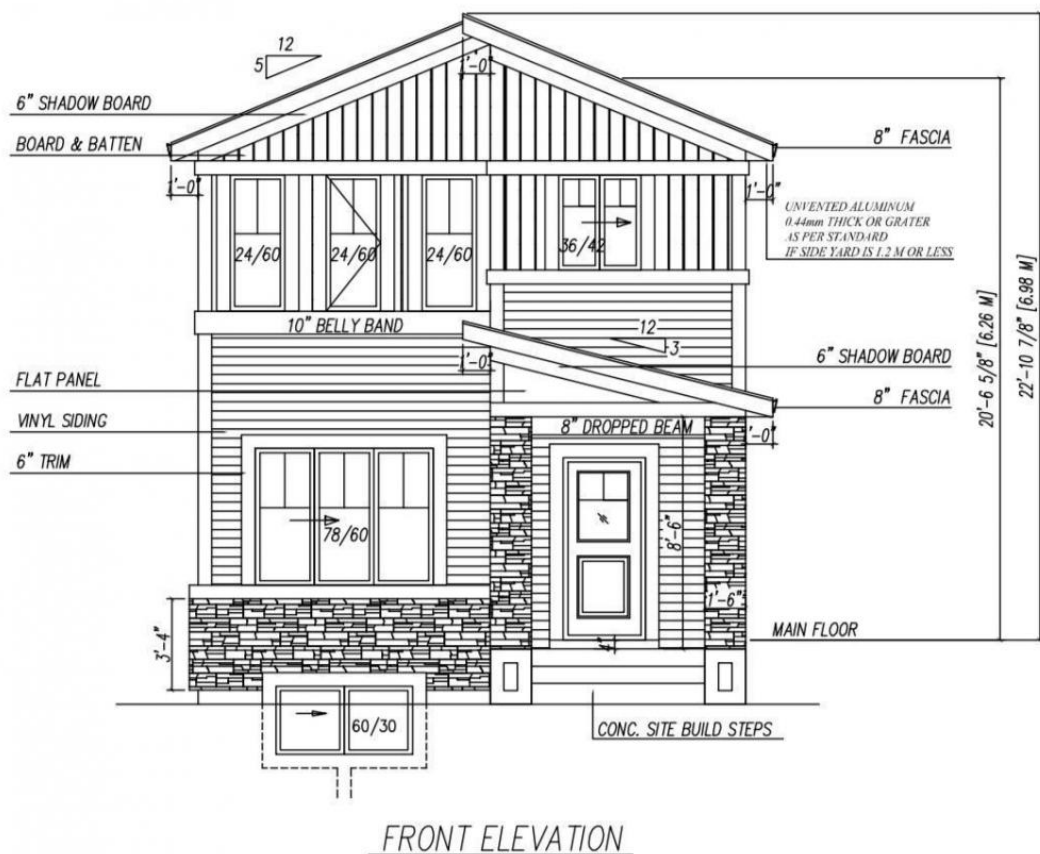 12
5
1'-0"
6" SHADOW BOARD
BOARD & BATTEN
8" FASCIA
1'-0"
1'-0"
UNVENTED ALUMINUM
0.44mm THICK OR GRATER
AS PER STANDARD
IF SIDE YARD IS 1.2 M OR LESS
24/60
24/60
24/60
36/42
20'-6 5/8" [6.26 M]
22'-10 7/8" [6.98 M]
10" BELLY BAND
12
3
1'-0"
6" SHADOW BOARD
FLAT PANEL
8" FASCIA
VINYL SIDING
8" DROPPED BEAM
'-0"
6" TRIM
78/60
8'-6"
1'-6"
3'-4"
4"
MAIN FLOOR
60/30
CONC. SITE BUILD STEPS
FRONT ELEVATION